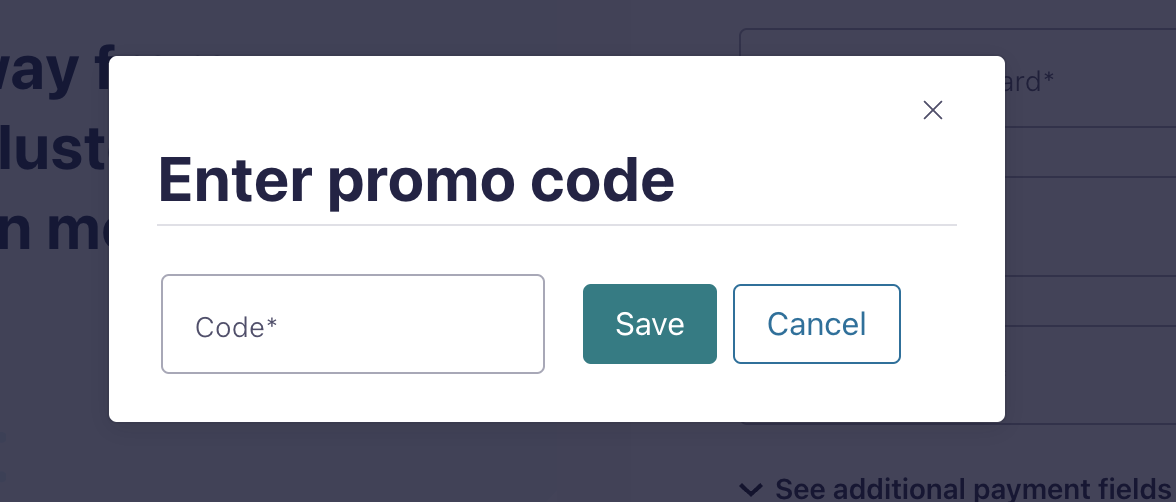 Enter promo code
Code*
Save Cancel
See additional payment fields